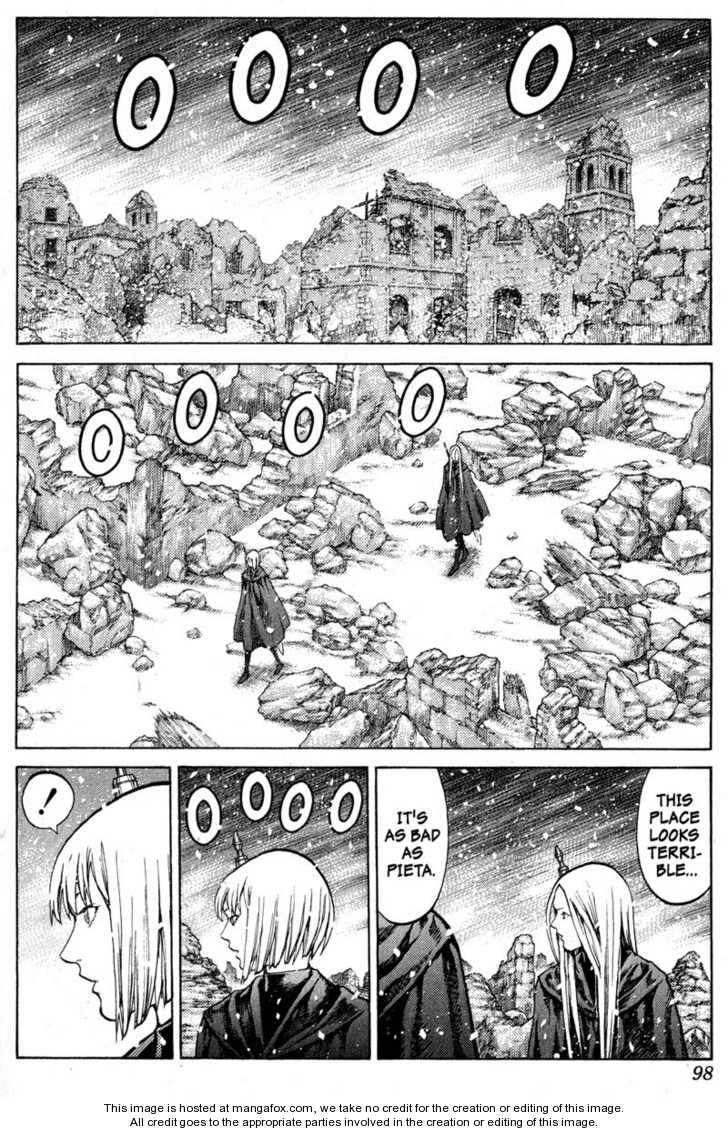 O O O O
O O O O
THIS
PLACE
LOOKS
TERRI-
BLE...
IT'S
AS BAD
AS
PIETA.
O O O O
!
98
This image is hosted at mangafox.com, we take no credit for the creation or editing of this image.
All credit goes to the appropriate parties involved in the creation or editing of this image.